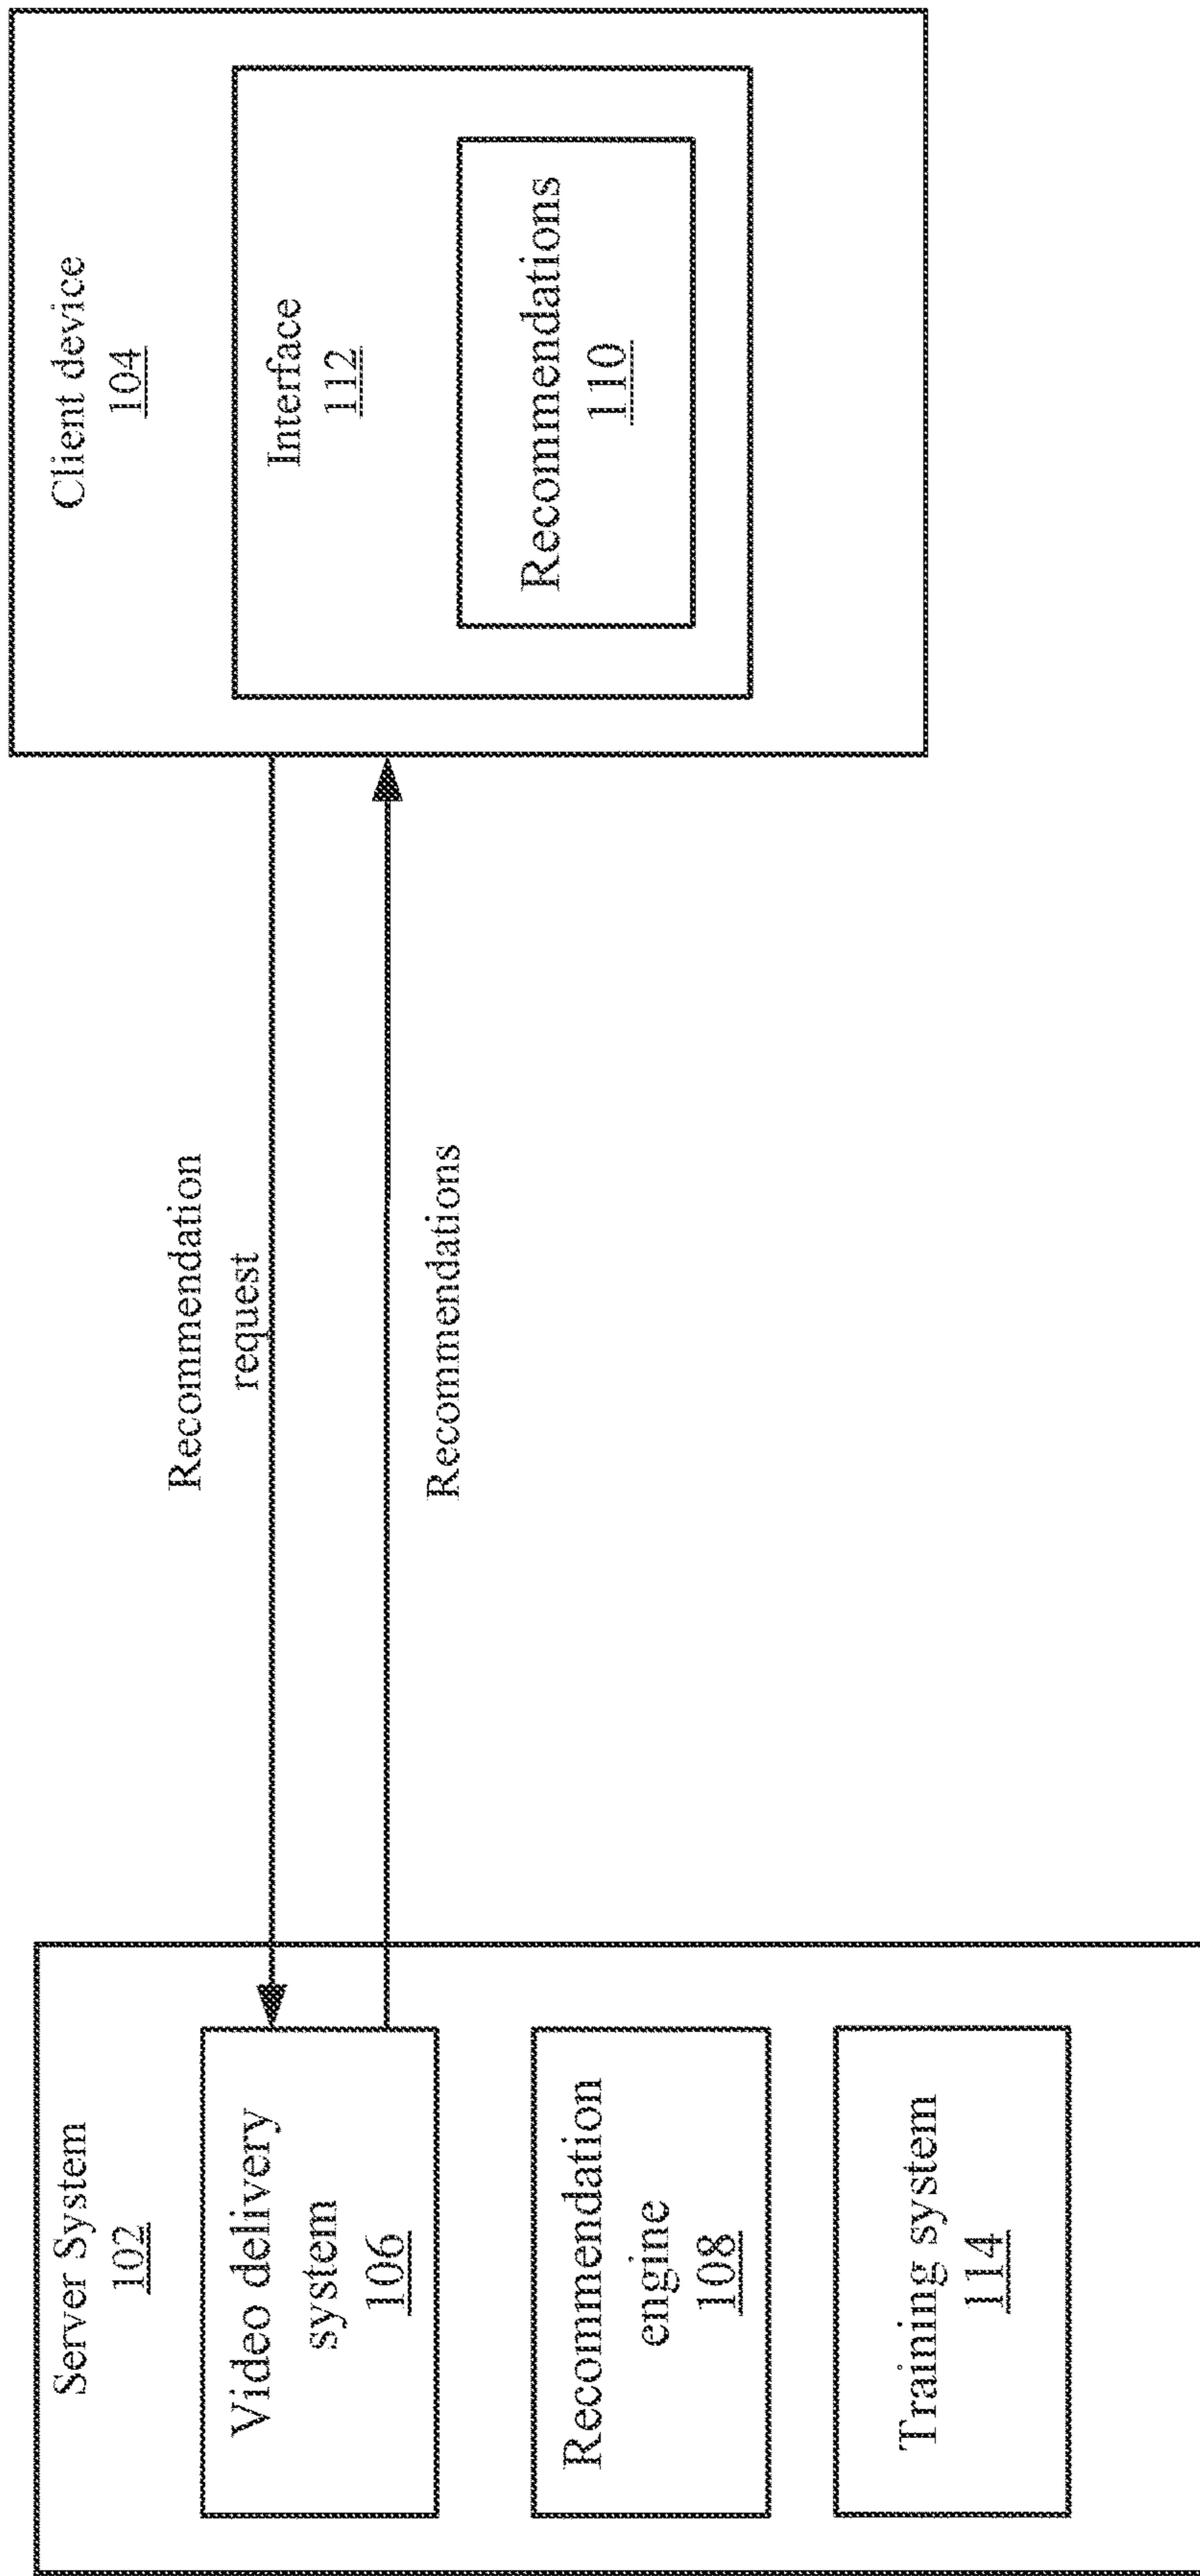 Server System
102
Video delivery
system
106
Recommendation
engine
108
Training system
114
Recommendation
request
Recommendations
Client device
104
Interface
112
Recommendations
110